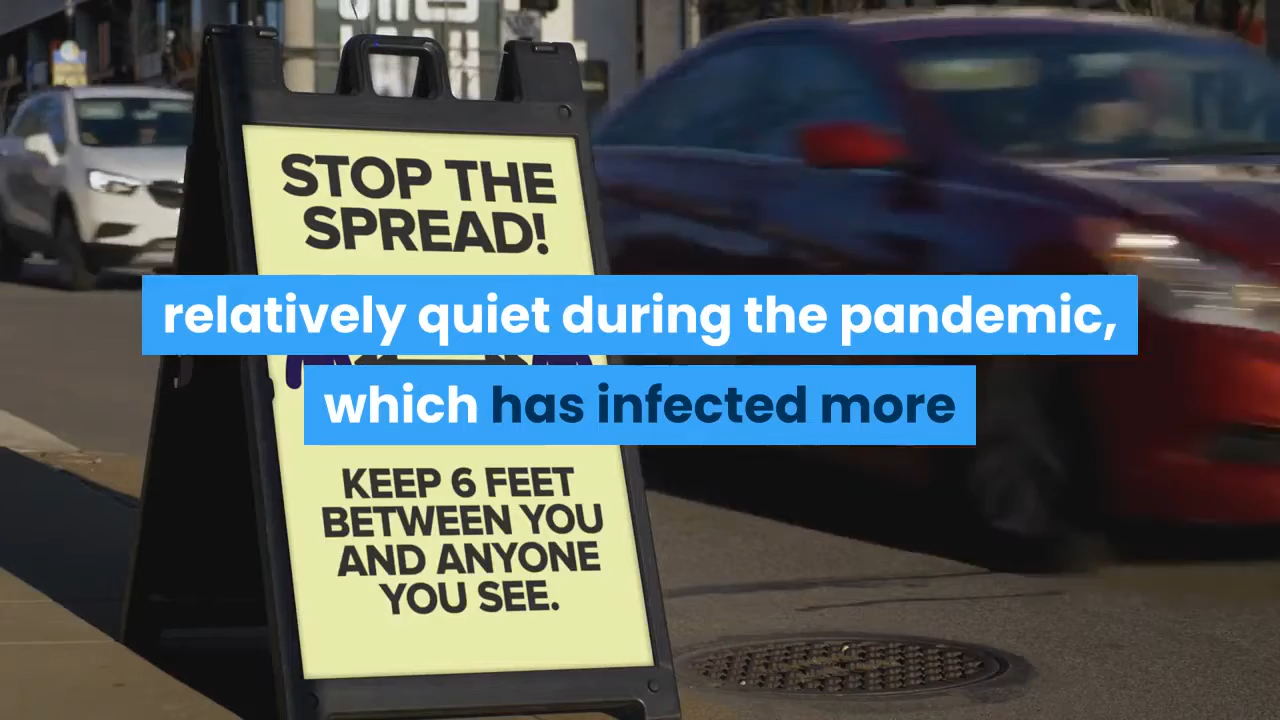 STOP THE
SPREAD!
relatively quiet during the pandemic,
which has infected more
KEEP 6 FEET
BETWEEN YOU
AND ANYONE
YOU SEE.